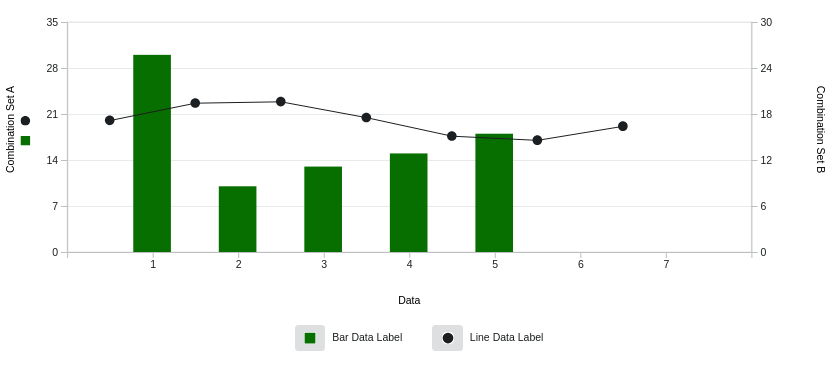 35
28
21
14
7
0
Combination Set A
30
24
18
12
6
0
Combination Set B
1 2 3 4 5 6 7
Data
Bar Data Label Line Data Label